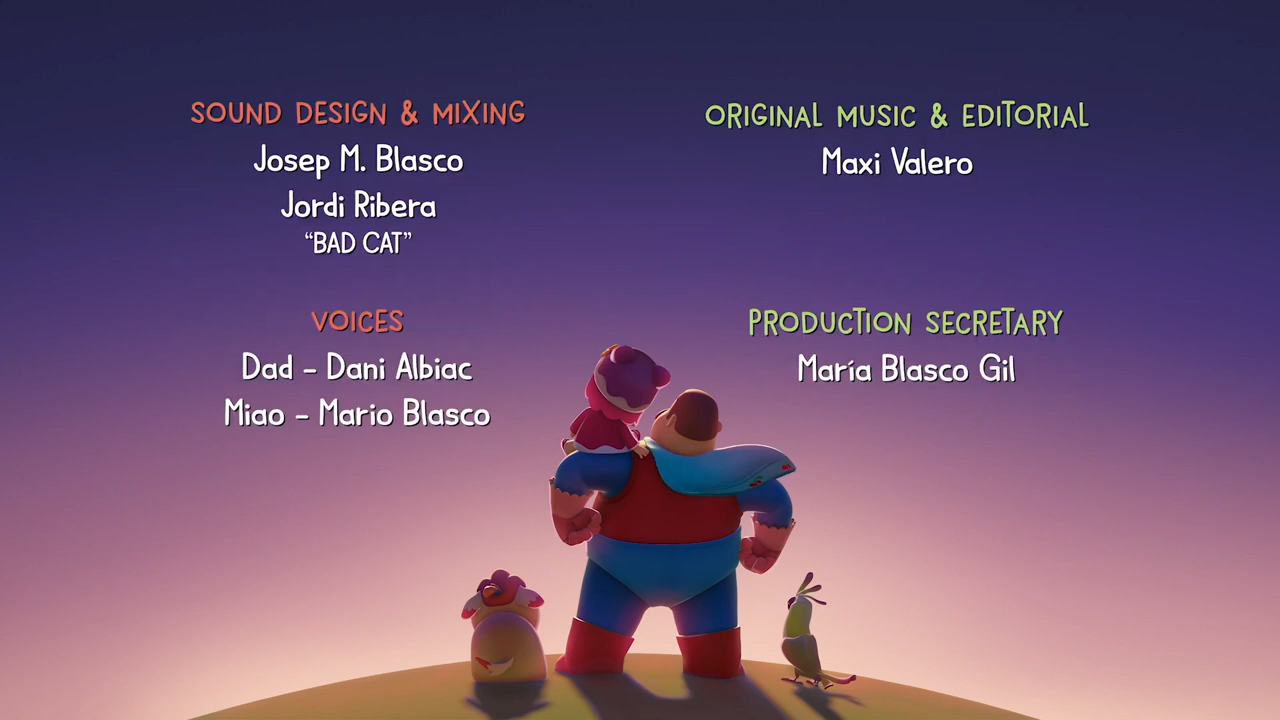 SOUND DESIGN & MIXING
Josep M. Blasco
Jordi Ribera
“BAD CAT”
VOICES
Dad - Dani Albiac
Miao - Mario Blasco
ORIGINAL MUSIC & EDITORIAL
Maxi Valero
PRODUCTION SECRETARY
María Blasco Gil